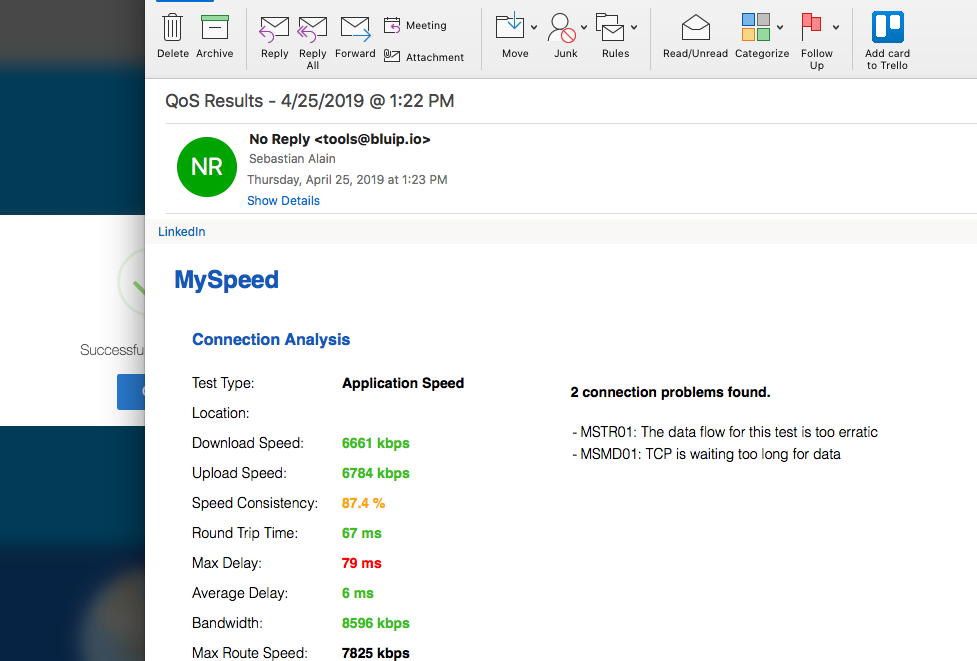 Delete
Archive
Reply
Reply All
Forward
Meeting
Attachment
Move
Junk
Rules
Read/Unread
Categorize
Follow Up
Add card to Trello
QoS Results - 4/25/2019 @ 1:22 PM
NR
No Reply <tools@bluip.io>
Sebastian Alain
Thursday, April 25, 2019 at 1:23 PM
Show Details
LinkedIn
MySpeed
Connection Analysis
Test Type: Application Speed
Location:
Download Speed: 6661 kbps
Upload Speed: 6784 kbps
Speed Consistency: 87.4 %
Round Trip Time: 67 ms
Max Delay: 79 ms
Average Delay: 6 ms
Bandwidth: 8596 kbps
Max Route Speed: 7825 kbps
2 connection problems found.
- MSTR01: The data flow for this test is too erratic
- MSMD01: TCP is waiting too long for data
Successfu